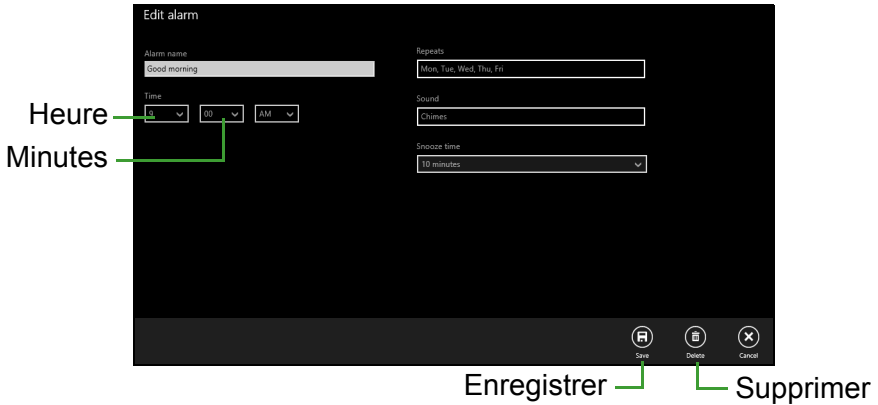 Edit alarm
Alarm name
Good morning
Time
9 00 AM
Repeats
Mon, Tue, Wed, Thu, Fri
Sound
Chimes
Snooze time
10 minutes
Heure
Minutes
Save Delete Cancel
Enregistrer Supprimer